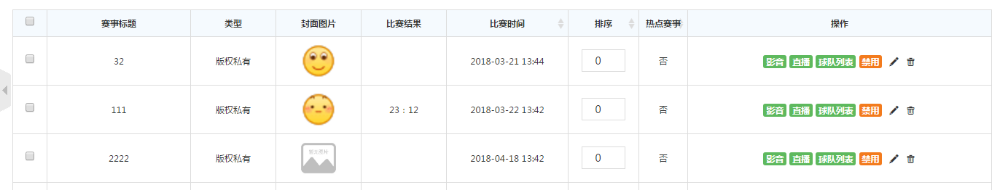 赛事标题 类型 封面图片 比赛结果 比赛时间 排序 热点赛事 操作
32 版权私有 2018-03-21 13:44 0 否 影音 直播 球队列表 禁用
111 版权私有 23：12 2018-03-22 13:42 0 否 影音 直播 球队列表 禁用
2222 版权私有 暂无图片 2018-04-18 13:42 0 否 影音 直播 球队列表 禁用